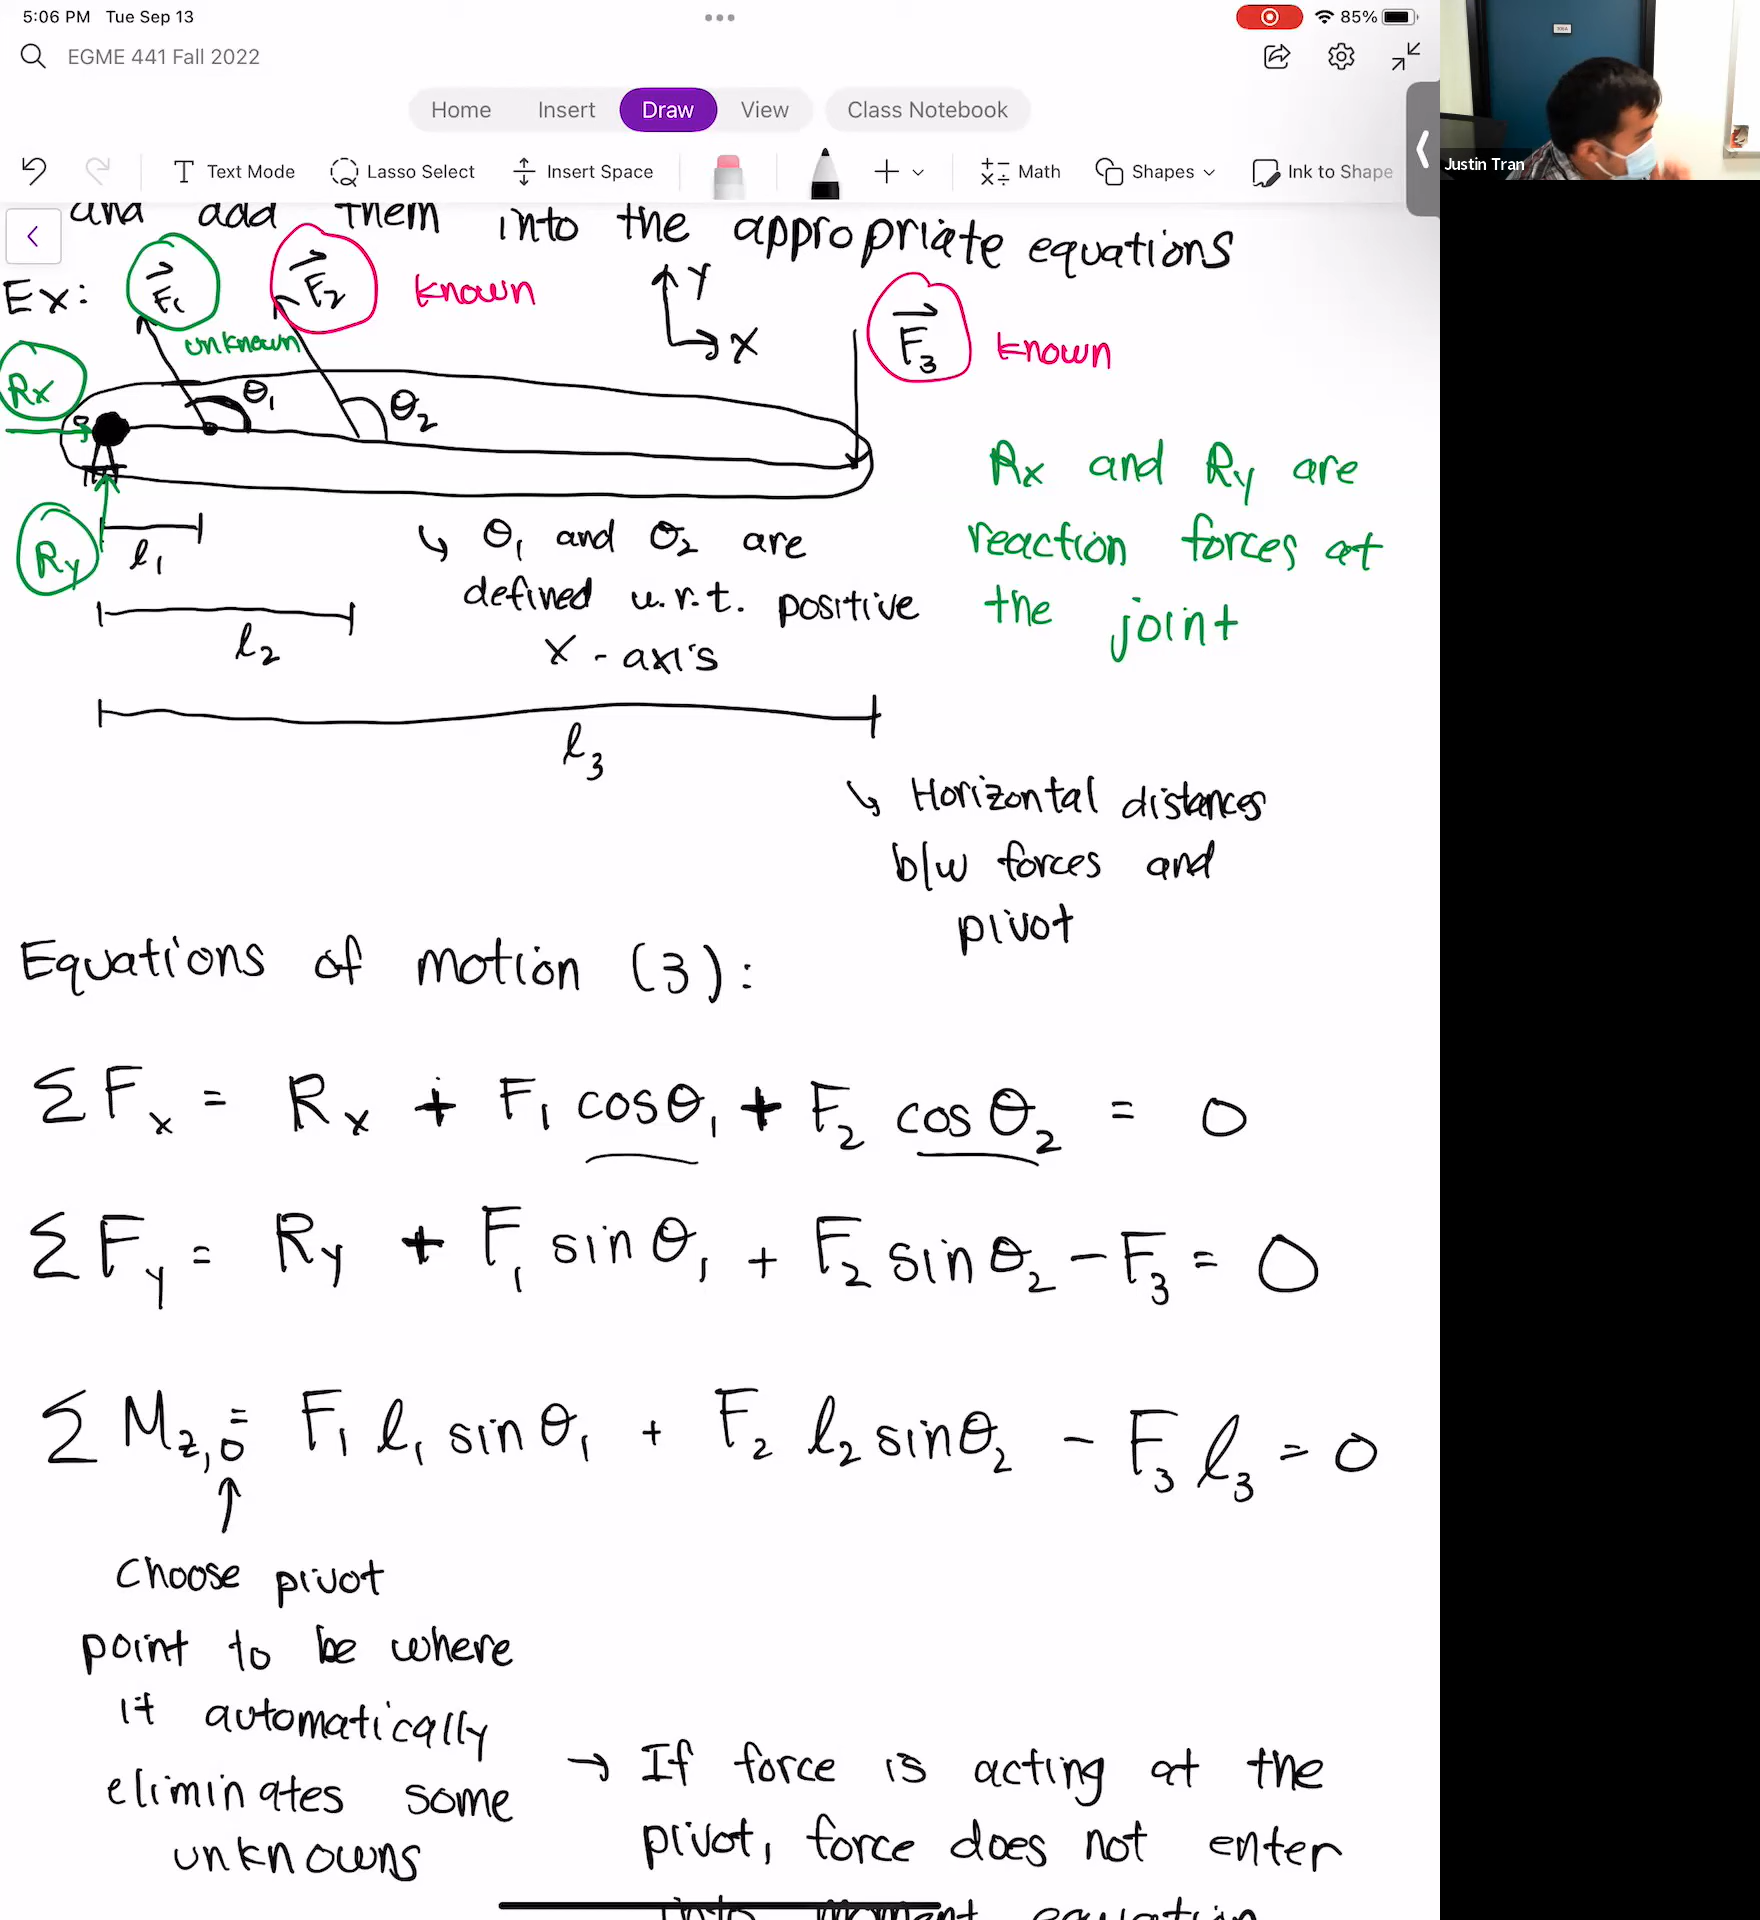 5:06 PM Tue Sep 13
85%
EGME 441 Fall 2022
Home Insert Draw View Class Notebook
Text Mode Lasso Select Insert Space Math Shapes Ink to Shape
Justin Tran
and add them into the appropriate equations
Ex: F₁ F₂ known Y
unknown X F₃ known
Rx θ₁ θ₂
Ry l₁
l₂
l₃
↳ θ₁ and θ₂ are
defined w.r.t. positive
x-axis
Rx and Ry are
reaction forces at
the joint
↳ Horizontal distances
b/w forces and
pivot
Equations of motion (3):
ΣFx = Rx + F₁ cosθ₁ + F₂ cosθ₂ = 0
ΣFy = Ry + F₁ sinθ₁ + F₂ sinθ₂ - F₃ = 0
ΣMz,0 = F₁ l₁ sinθ₁ + F₂ l₂ sinθ₂ - F₃ l₃ = 0
↑
Choose pivot
point to be where
it automatically
eliminates some
unknowns
→ If force is acting at the
pivot, force does not enter
into moment equation